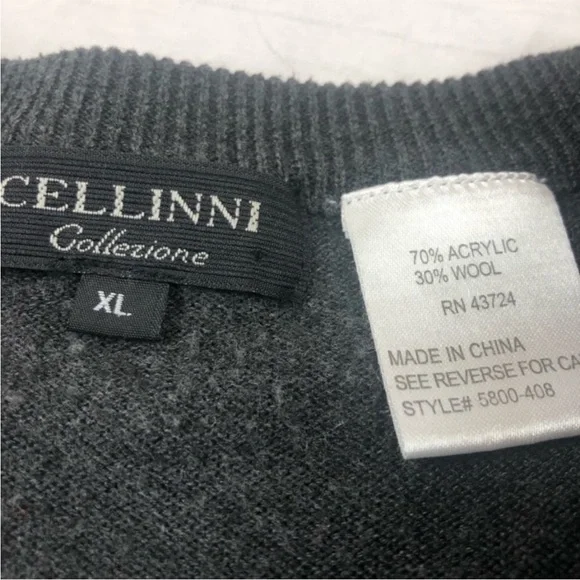 CELLINNI
Collezione
XL
70% ACRYLIC
30% WOOL
RN 43724
MADE IN CHINA
SEE REVERSE FOR CA
STYLE# 5800-408